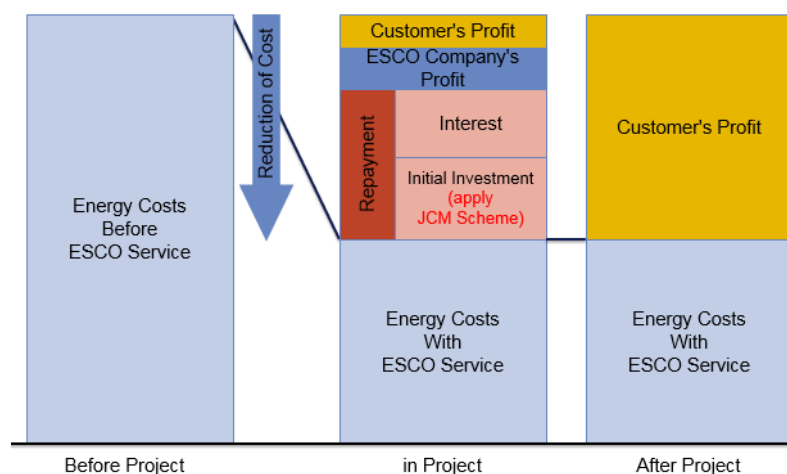 Energy Costs
Before
ESCO Service
Reduction of Cost
Customer's Profit
ESCO Company's
Profit
Repayment
Interest
Initial Investment
(apply
JCM Scheme)
Energy Costs
With
ESCO Service
Customer's Profit
Energy Costs
With
ESCO Service
Before Project
in Project
After Project